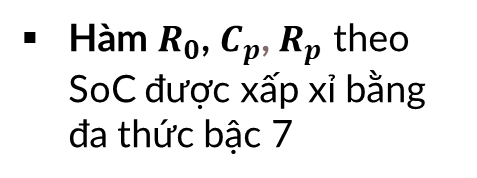 ▪ Hàm R₀, Cₚ, Rₚ theo
SoC được xấp xỉ bằng
đa thức bậc 7